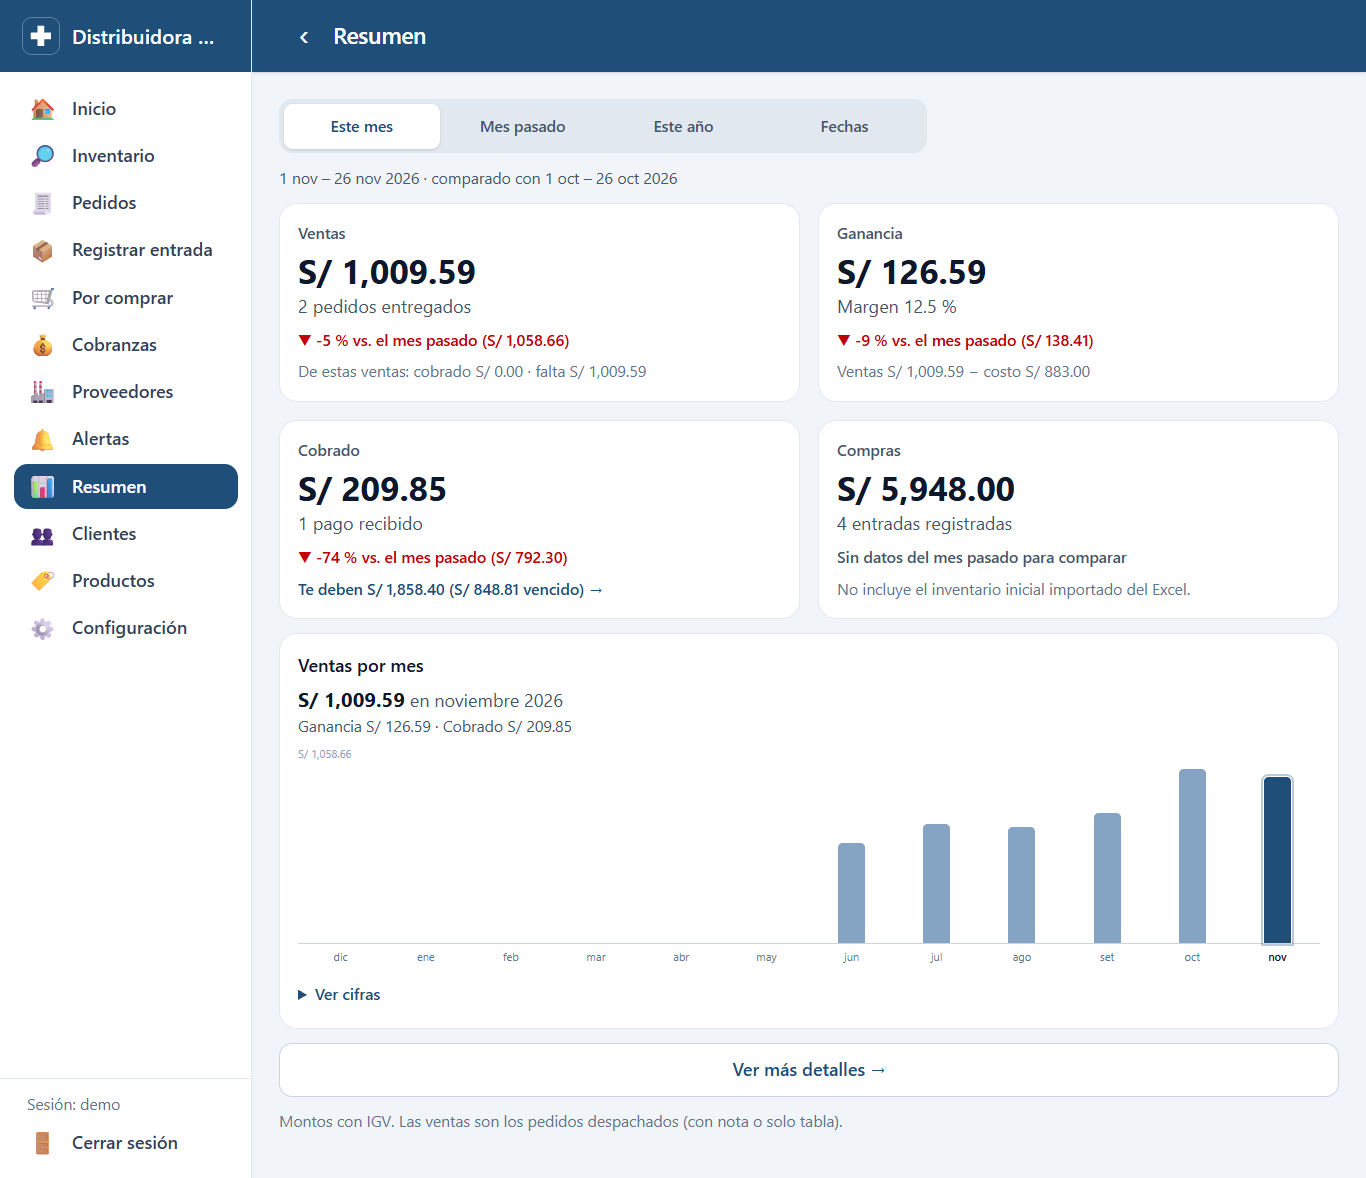 Distribuidora ...
Resumen
Inicio
Inventario
Pedidos
Registrar entrada
Por comprar
Cobranzas
Proveedores
Alertas
Resumen
Clientes
Productos
Configuración
Sesión: demo
Cerrar sesión
Este mes
Mes pasado
Este año
Fechas
1 nov – 26 nov 2026 · comparado con 1 oct – 26 oct 2026
Ventas
S/ 1,009.59
2 pedidos entregados
▼ -5 % vs. el mes pasado (S/ 1,058.66)
De estas ventas: cobrado S/ 0.00 · falta S/ 1,009.59
Ganancia
S/ 126.59
Margen 12.5 %
▼ -9 % vs. el mes pasado (S/ 138.41)
Ventas S/ 1,009.59 − costo S/ 883.00
Cobrado
S/ 209.85
1 pago recibido
▼ -74 % vs. el mes pasado (S/ 792.30)
Te deben S/ 1,858.40 (S/ 848.81 vencido) →
Compras
S/ 5,948.00
4 entradas registradas
Sin datos del mes pasado para comparar
No incluye el inventario inicial importado del Excel.
Ventas por mes
S/ 1,009.59 en noviembre 2026
Ganancia S/ 126.59 · Cobrado S/ 209.85
S/ 1,058.66
dic ene feb mar abr may jun jul ago set oct nov
▶ Ver cifras
Ver más detalles →
Montos con IGV. Las ventas son los pedidos despachados (con nota o solo tabla).